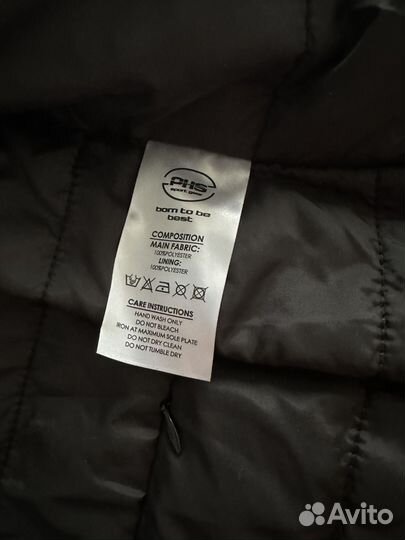 PHS
sport gear
born to be
best
COMPOSITION
MAIN FABRIC:
100%POLYESTER
LINING:
100%POLYESTER
CARE INSTRUCTIONS
HAND WASH ONLY
DO NOT BLEACH
IRON AT MAXIMUM SOLE PLATE
DO NOT DRY CLEAN
DO NOT TUMBLE DRY
Avito